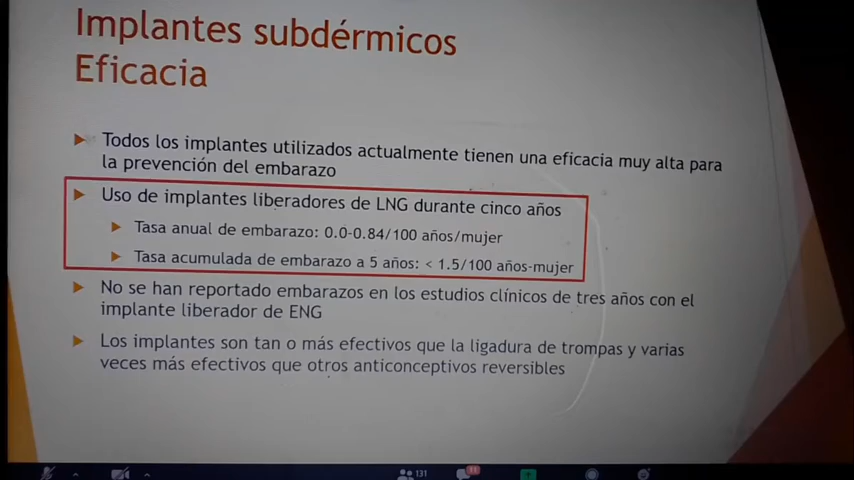 Implantes subdérmicos
Eficacia
Todos los implantes utilizados actualmente tienen una eficacia muy alta para
la prevención del embarazo
Uso de implantes liberadores de LNG durante cinco años
Tasa anual de embarazo: 0.0-0.84/100 años/mujer
Tasa acumulada de embarazo a 5 años: < 1.5/100 años-mujer
No se han reportado embarazos en los estudios clínicos de tres años con el
implante liberador de ENG
Los implantes son tan o más efectivos que la ligadura de trompas y varias
veces más efectivos que otros anticonceptivos reversibles
131
11